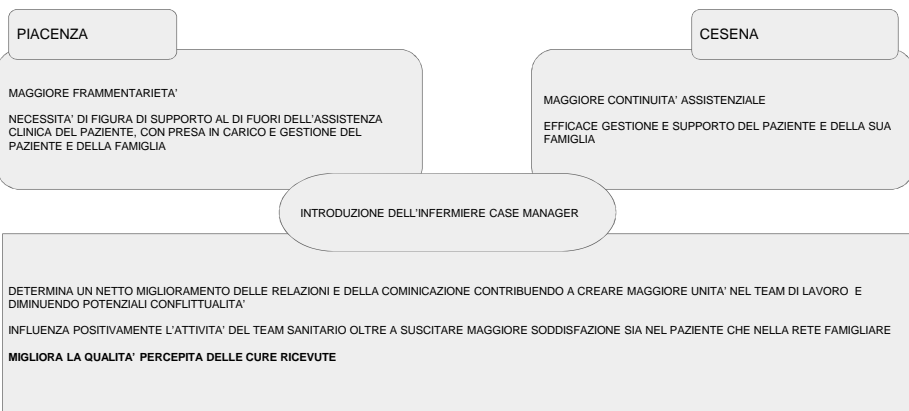 PIACENZA
MAGGIORE FRAMMENTARIETA'
NECESSITA' DI FIGURA DI SUPPORTO AL DI FUORI DELL'ASSISTENZA
CLINICA DEL PAZIENTE, CON PRESA IN CARICO E GESTIONE DEL
PAZIENTE E DELLA FAMIGLIA
CESENA
MAGGIORE CONTINUITA' ASSISTENZIALE
EFFICACE GESTIONE E SUPPORTO DEL PAZIENTE E DELLA SUA
FAMIGLIA
INTRODUZIONE DELL'INFERMIERE CASE MANAGER
DETERMINA UN NETTO MIGLIORAMENTO DELLE RELAZIONI E DELLA COMINICAZIONE CONTRIBUENDO A CREARE MAGGIORE UNITA' NEL TEAM DI LAVORO E
DIMINUENDO POTENZIALI CONFLITTUALITA'
INFLUENZA POSITIVAMENTE L'ATTIVITA' DEL TEAM SANITARIO OLTRE A SUSCITARE MAGGIORE SODDISFAZIONE SIA NEL PAZIENTE CHE NELLA RETE FAMIGLIARE
MIGLIORA LA QUALITA' PERCEPITA DELLE CURE RICEVUTE